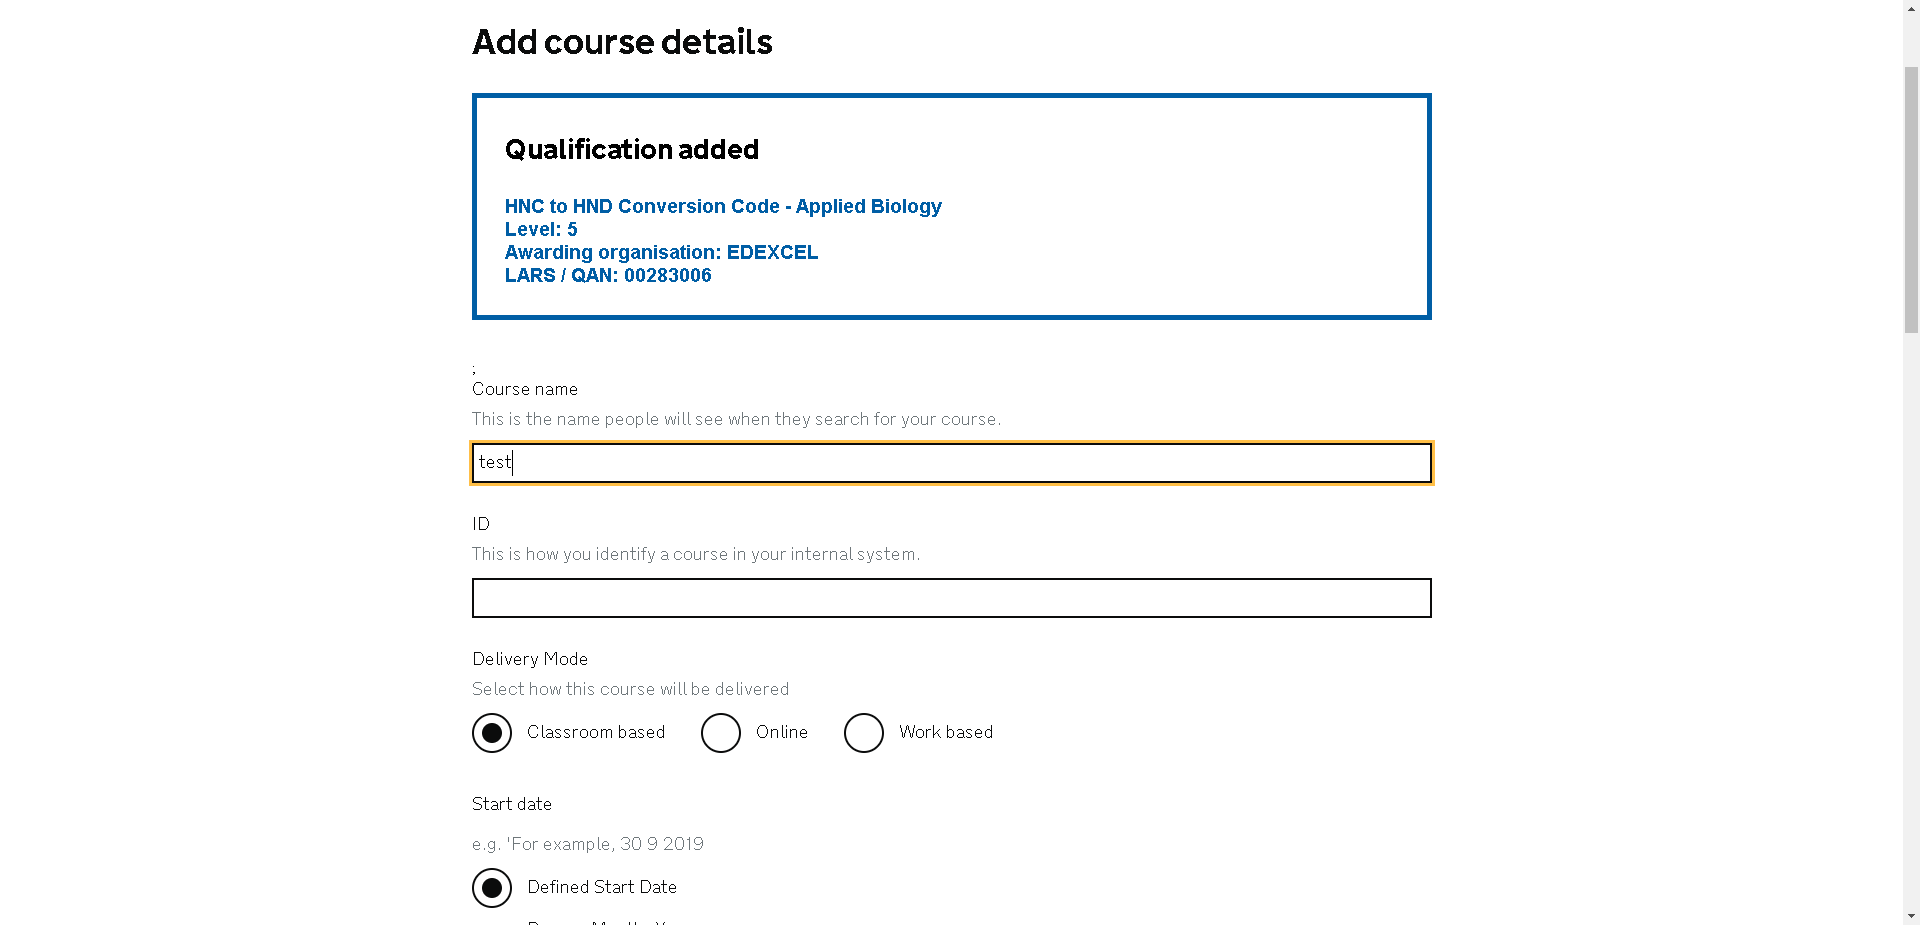 Add course details
Qualification added
HNC to HND Conversion Code - Applied Biology
Level: 5
Awarding organisation: EDEXCEL
LARS / QAN: 00283006
;
Course name
This is the name people will see when they search for your course.
test
ID
This is how you identify a course in your internal system.
Delivery Mode
Select how this course will be delivered
Classroom based Online Work based
Start date
e.g. 'For example, 30 9 2019
Defined Start Date